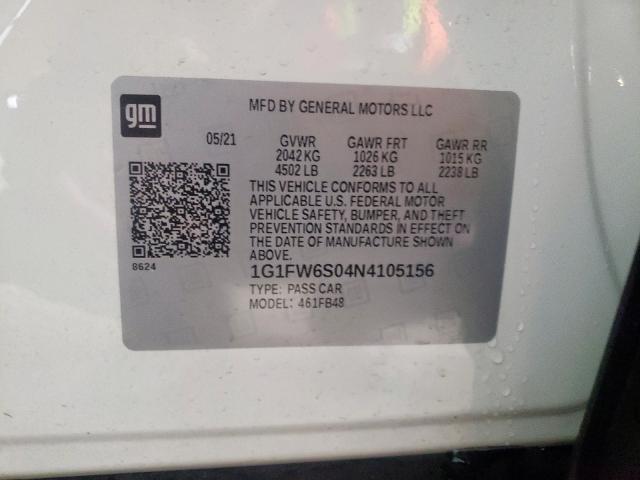 gm
MFD BY GENERAL MOTORS LLC
05/21 GVWR GAWR FRT GAWR RR
2042 KG 1026 KG 1015 KG
4502 LB 2263 LB 2238 LB
THIS VEHICLE CONFORMS TO ALL
APPLICABLE U.S. FEDERAL MOTOR
VEHICLE SAFETY, BUMPER, AND THEFT
PREVENTION STANDARDS IN EFFECT ON
THE DATE OF MANUFACTURE SHOWN
ABOVE.
8624
1G1FW6S04N4105156
TYPE: PASS CAR
MODEL: 461FB48